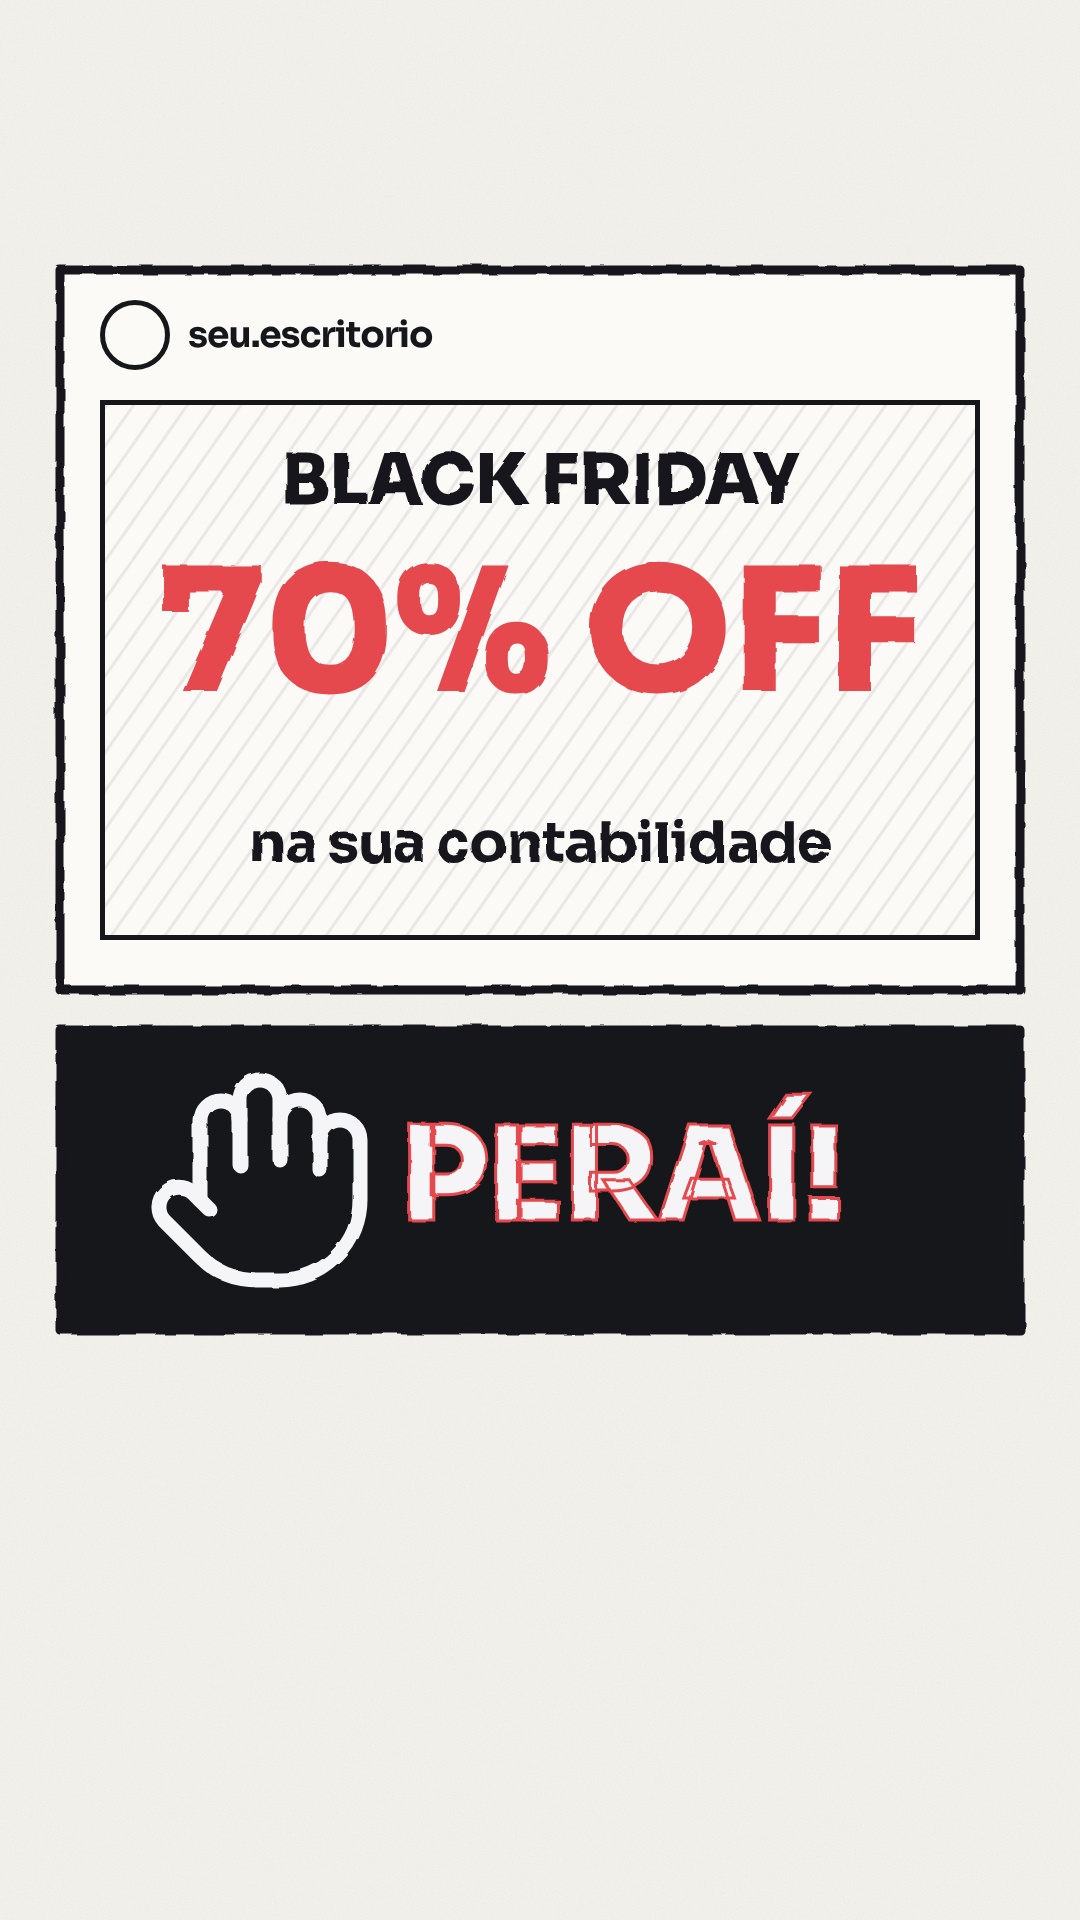 seu.escritorio
BLACK FRIDAY
70% OFF
na sua contabilidade
PERAÍ!